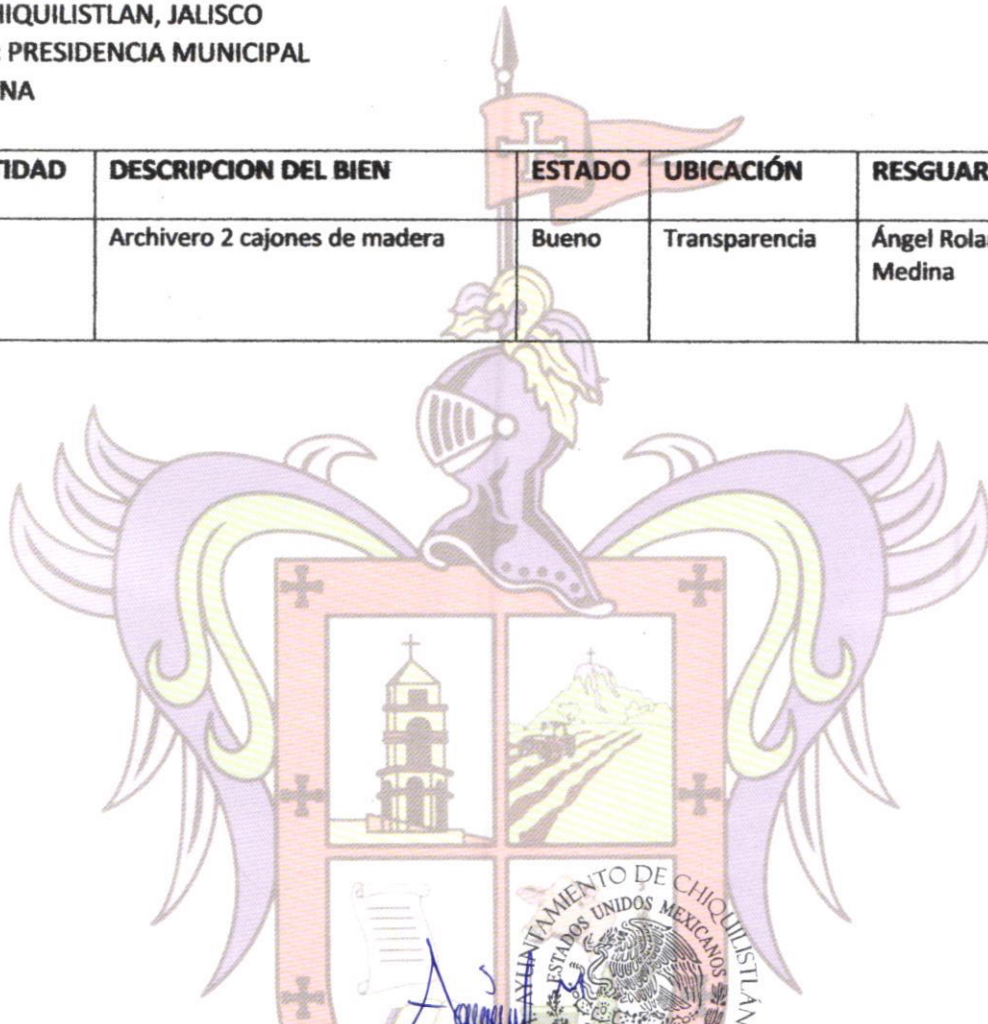 HIQUILISTLAN, JALISCO
PRESIDENCIA MUNICIPAL
NA
TIDAD DESCRIPCION DEL BIEN ESTADO UBICACIÓN RESGUAR
Archivero 2 cajones de madera Bueno Transparencia Ángel Rola
Medina
AYUNTAMIENTO DE CHIQUILISTLÁN
ESTADOS UNIDOS MEXICANOS